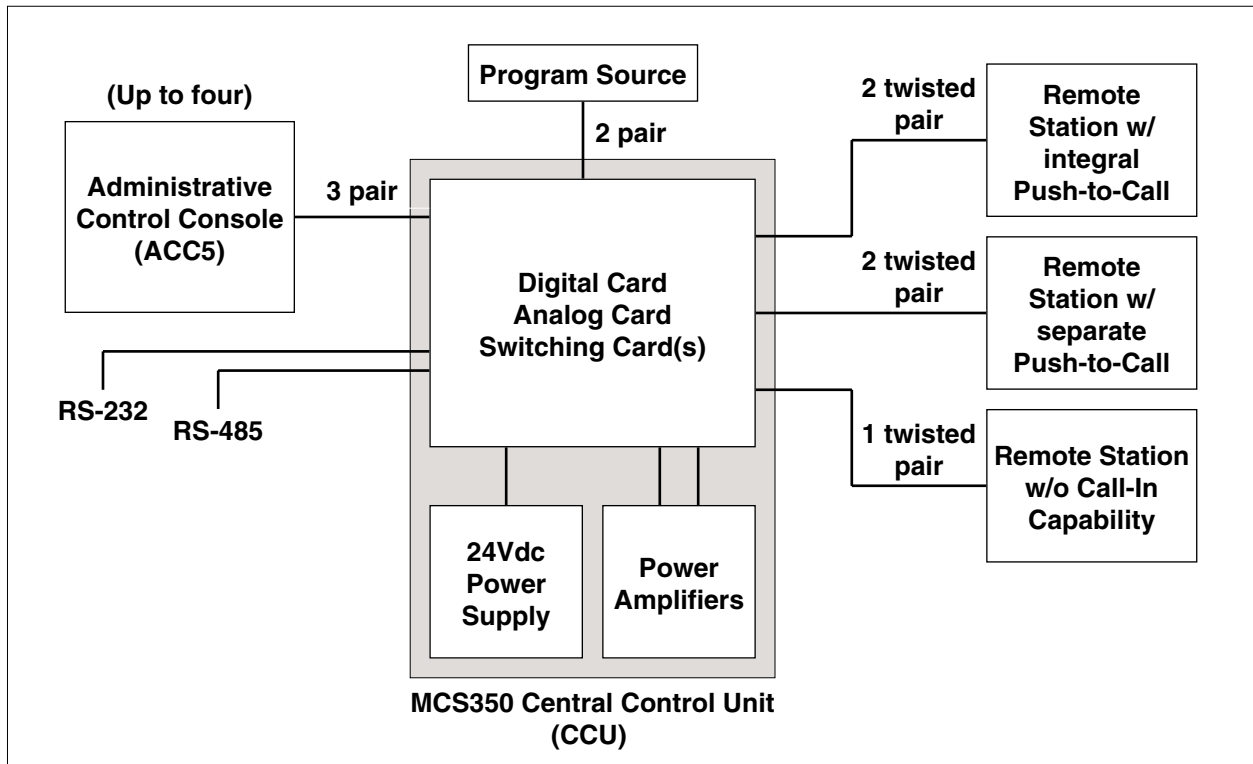 Program Source
2 pair
(Up to four)
Administrative
Control Console
(ACC5)
3 pair
RS-232
RS-485
Digital Card
Analog Card
Switching Card(s)
24Vdc
Power
Supply
Power
Amplifiers
MCS350 Central Control Unit
(CCU)
2 twisted
pair
Remote
Station w/
integral
Push-to-Call
2 twisted
pair
Remote
Station w/
separate
Push-to-Call
1 twisted
pair
Remote Station
w/o Call-In
Capability